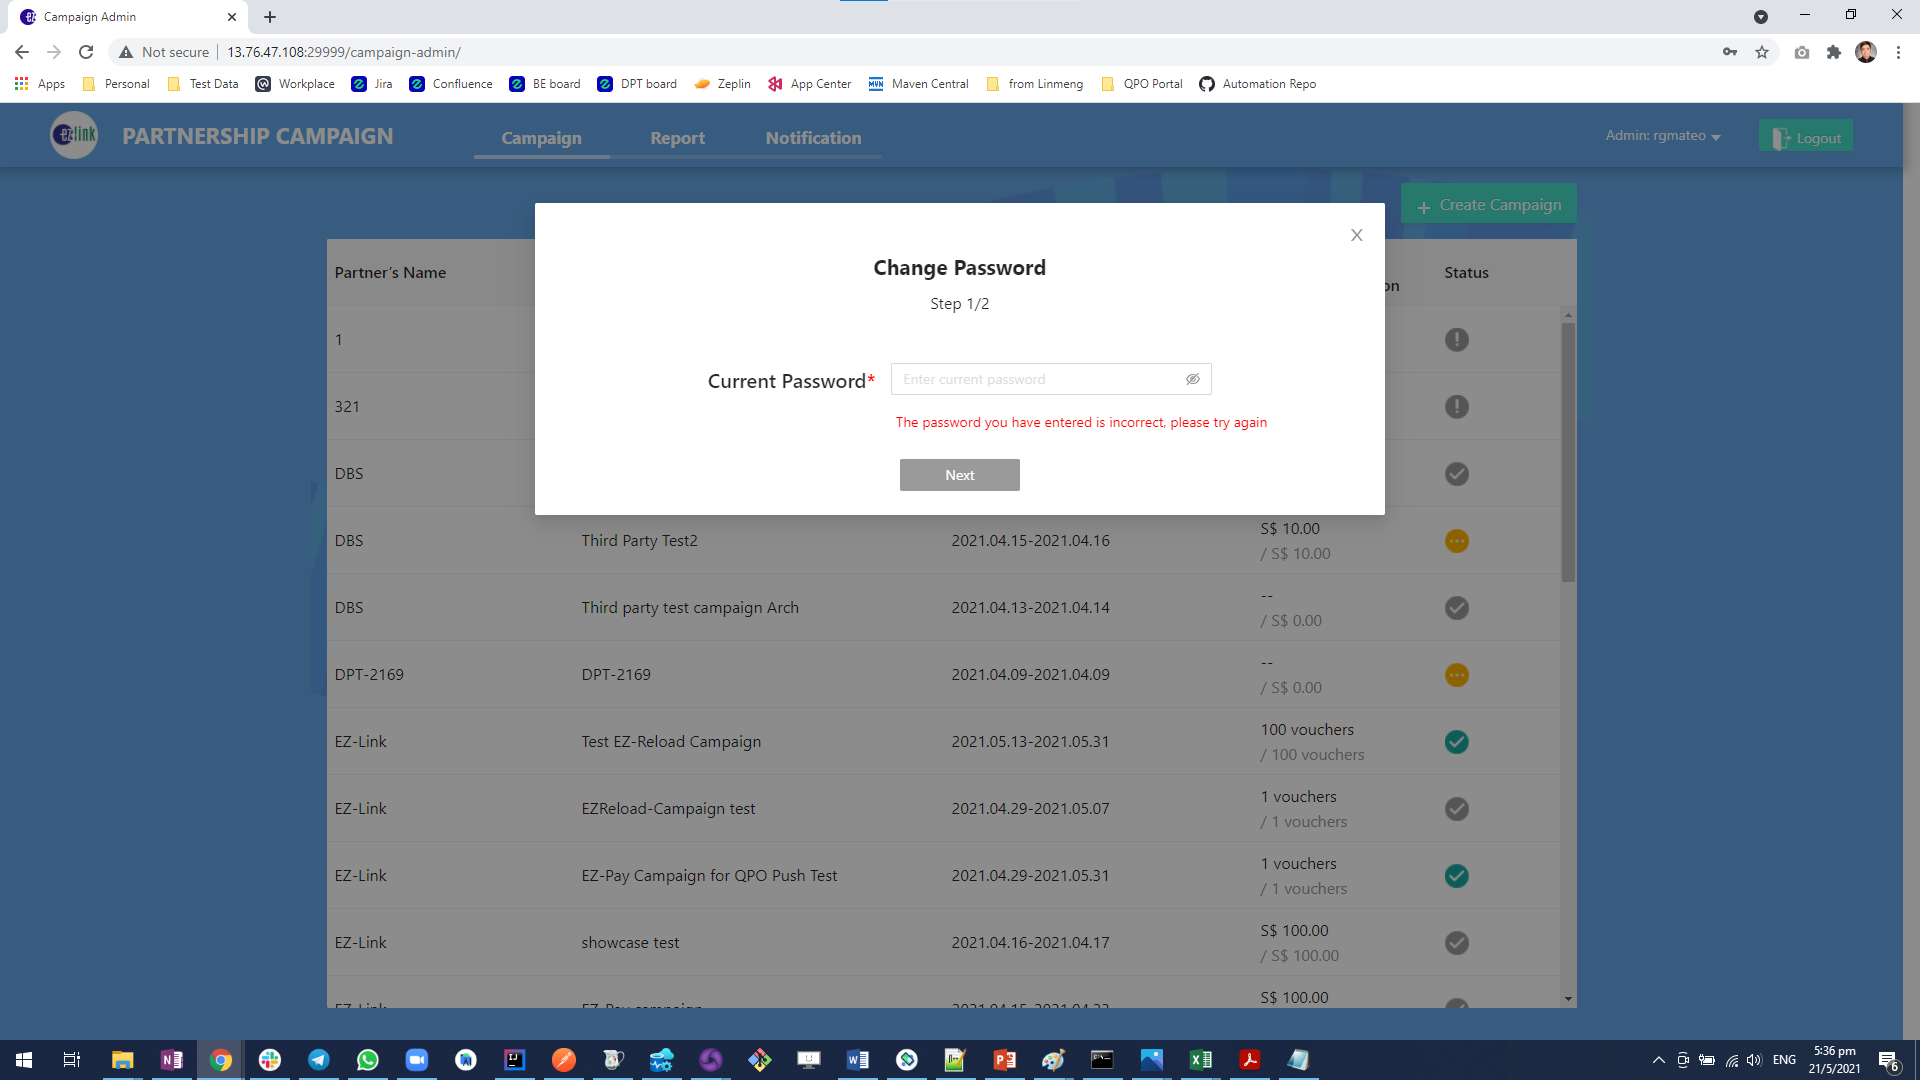 Campaign Admin
Not secure 13.76.47.108:29999/campaign-admin/
Apps Personal Test Data Workplace Jira Confluence BE board DPT board Zeplin App Center Maven Central from Linmeng QPO Portal Automation Repo
ez-link PARTNERSHIP CAMPAIGN Campaign Report Notification Admin: rgmateo Logout
+ Create Campaign
X
Change Password
Step 1/2
Current Password* Enter current password
The password you have entered is incorrect, please try again
Next
Partner's Name on Status
1
321
DBS
DBS Third Party Test2 2021.04.15-2021.04.16 S$ 10.00
/ S$ 10.00
DBS Third party test campaign Arch 2021.04.13-2021.04.14 --
/ S$ 0.00
DPT-2169 DPT-2169 2021.04.09-2021.04.09 --
/ S$ 0.00
EZ-Link Test EZ-Reload Campaign 2021.05.13-2021.05.31 100 vouchers
/ 100 vouchers
EZ-Link EZReload-Campaign test 2021.04.29-2021.05.07 1 vouchers
/ 1 vouchers
EZ-Link EZ-Pay Campaign for QPO Push Test 2021.04.29-2021.05.31 1 vouchers
/ 1 vouchers
EZ-Link showcase test 2021.04.16-2021.04.17 S$ 100.00
/ S$ 100.00
S$ 100.00
ENG 5:36 pm
21/5/2021
6